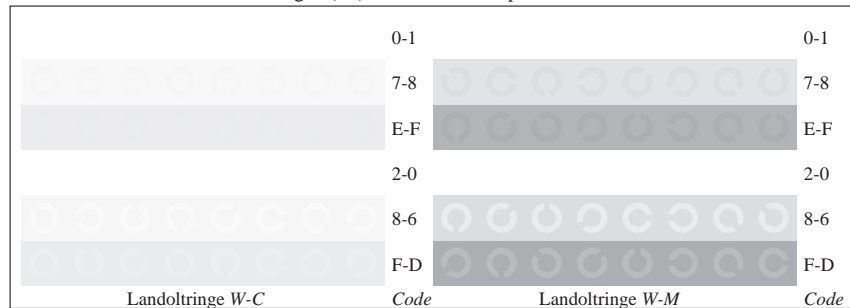 0-1 0-1
7-8 7-8
E-F E-F
2-0 2-0
8-6 8-6
F-D F-D
Landoltringe W-C Code Landoltringe W-M Code